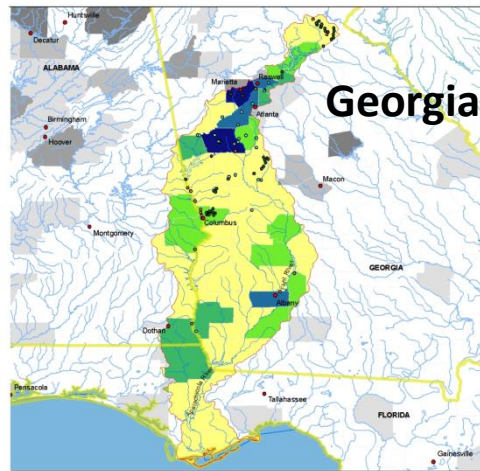 Huntsville
Decatur
ALABAMA
Marietta
Roswell
Georgia
Atlanta
Birmingham
Hoover
Macon
Columbus
Montgomery
GEORGIA
Albany
Dothan
Pensacola
Tallahassee
FLORIDA
Gainesville